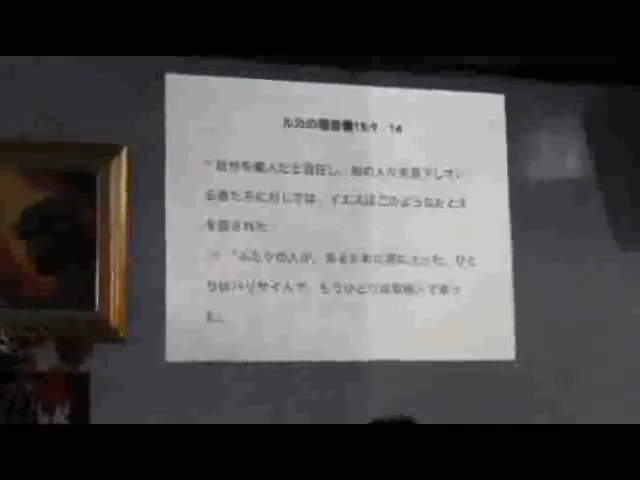 ルカの福音書18:9 14
自分を義人だと自任し、他の人々を見下してい
る者たちに対しては、イエスはこのようなたとえ
を話された。
「ふたりの人が、祈るために宮に上った。ひと
りはパリサイ人で、もうひとりは取税人であっ
た。